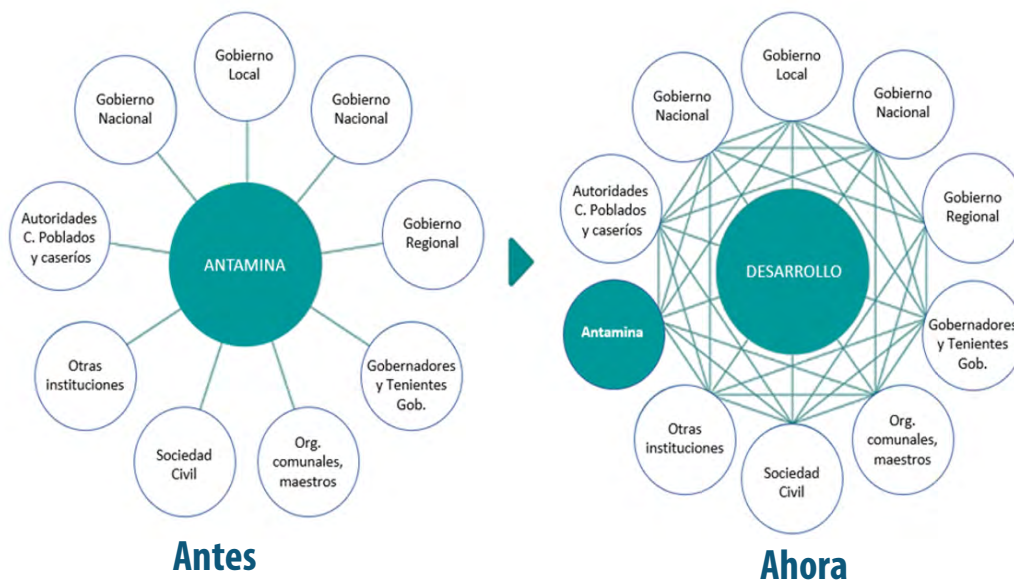 Gobierno
Local
Gobierno
Nacional
Gobierno
Nacional
Autoridades
C. Poblados
y caseríos
Gobierno
Regional
ANTAMINA
Otras
instituciones
Gobernadores
y Tenientes
Gob.
Sociedad
Civil
Org.
comunales,
maestros
Antes
Gobierno
Local
Gobierno
Nacional
Gobierno
Nacional
Autoridades
C. Poblados
y caseríos
Gobierno
Regional
DESARROLLO
Antamina
Gobernadores
y Tenientes
Gob.
Otras
instituciones
Org.
comunales,
maestros
Sociedad
Civil
Ahora